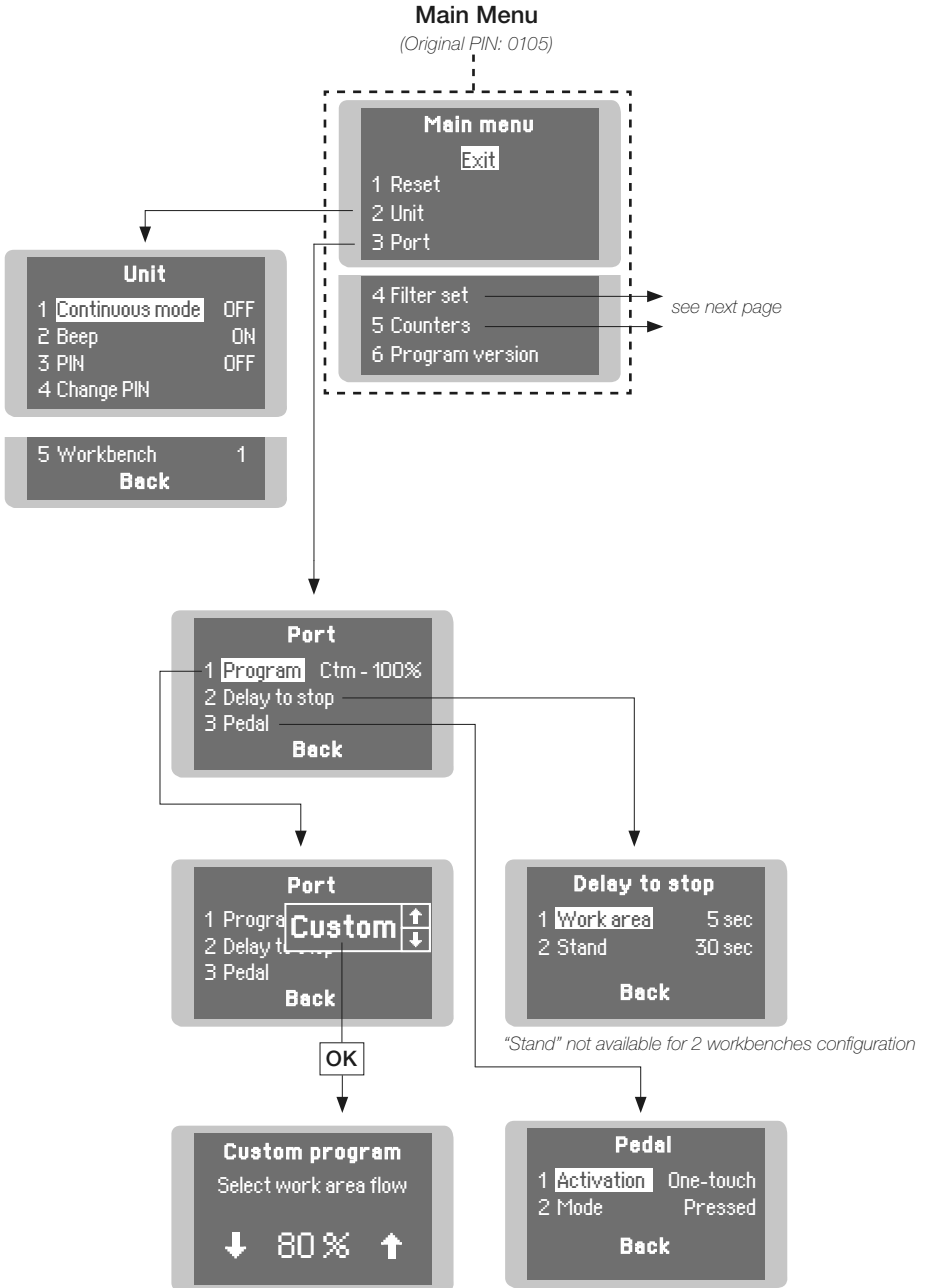 Main Menu
(Original PIN: 0105)
Main menu
Exit
1 Reset
2 Unit
3 Port
4 Filter set
5 Counters
6 Program version
see next page
Unit
1 Continuous mode OFF
2 Beep ON
3 PIN OFF
4 Change PIN
5 Workbench 1
Back
Port
1 Program Ctm - 100%
2 Delay to stop
3 Pedal
Back
Port
1 Progra
Custom
2 Delay t
3 Pedal
Back
OK
Delay to stop
1 Work area 5 sec
2 Stand 30 sec
Back
"Stand" not available for 2 workbenches configuration
Custom program
Select work area flow
80 %
Pedal
1 Activation One-touch
2 Mode Pressed
Back